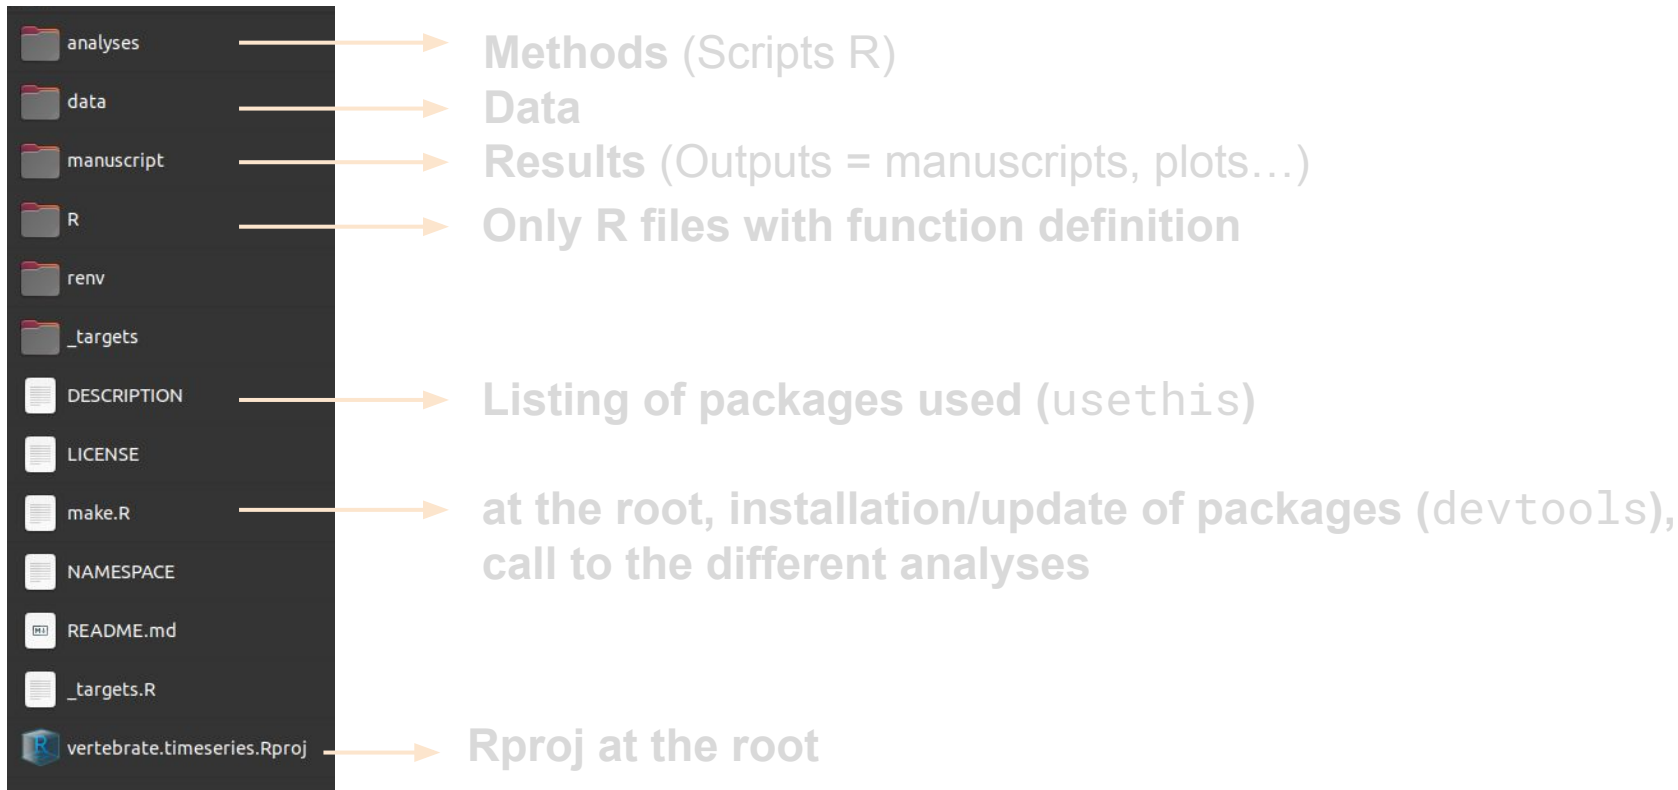 analyses
Methods (Scripts R)
data
Data
manuscript
Results (Outputs = manuscripts, plots…)
R
Only R files with function definition
renv
_targets
DESCRIPTION
Listing of packages used (usethis)
LICENSE
make.R
at the root, installation/update of packages (devtools),
call to the different analyses
NAMESPACE
README.md
_targets.R
vertebrate.timeseries.Rproj
Rproj at the root